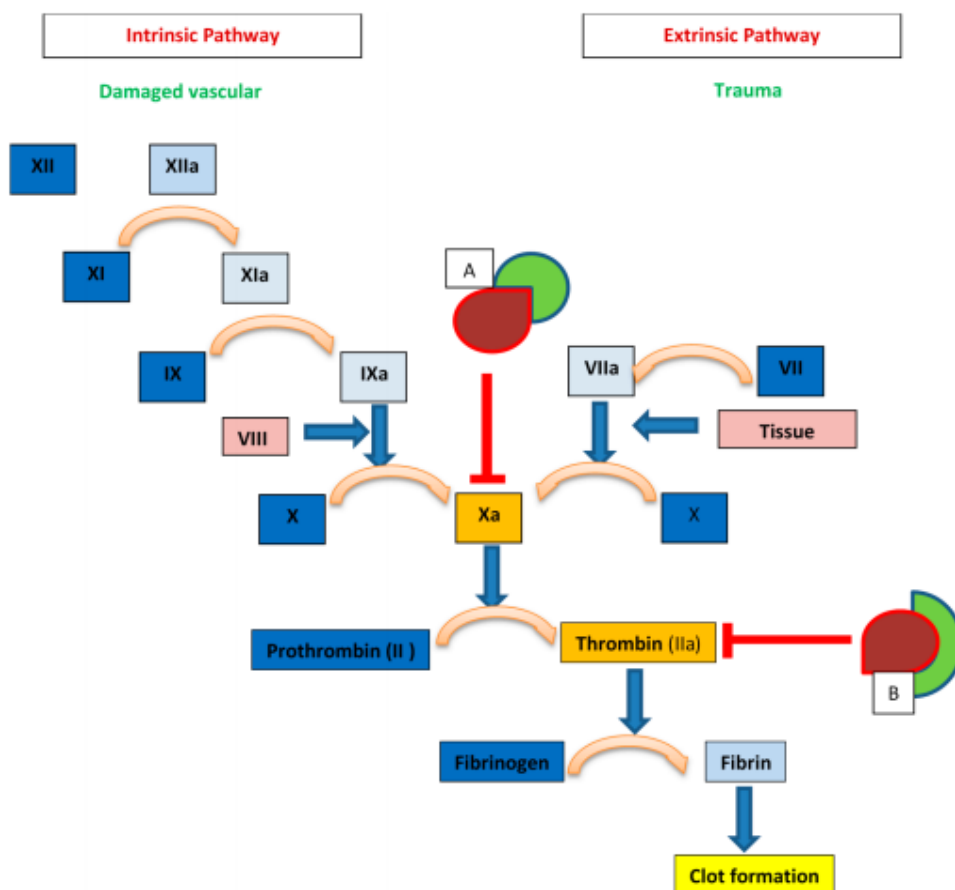 Intrinsic Pathway
Extrinsic Pathway
Damaged vascular
Trauma
XII
XIIa
XI
XIa
A
IX
IXa
VIIa
VII
VIII
Tissue
X
Xa
X
Prothrombin (II )
Thrombin (IIa)
B
Fibrinogen
Fibrin
Clot formation